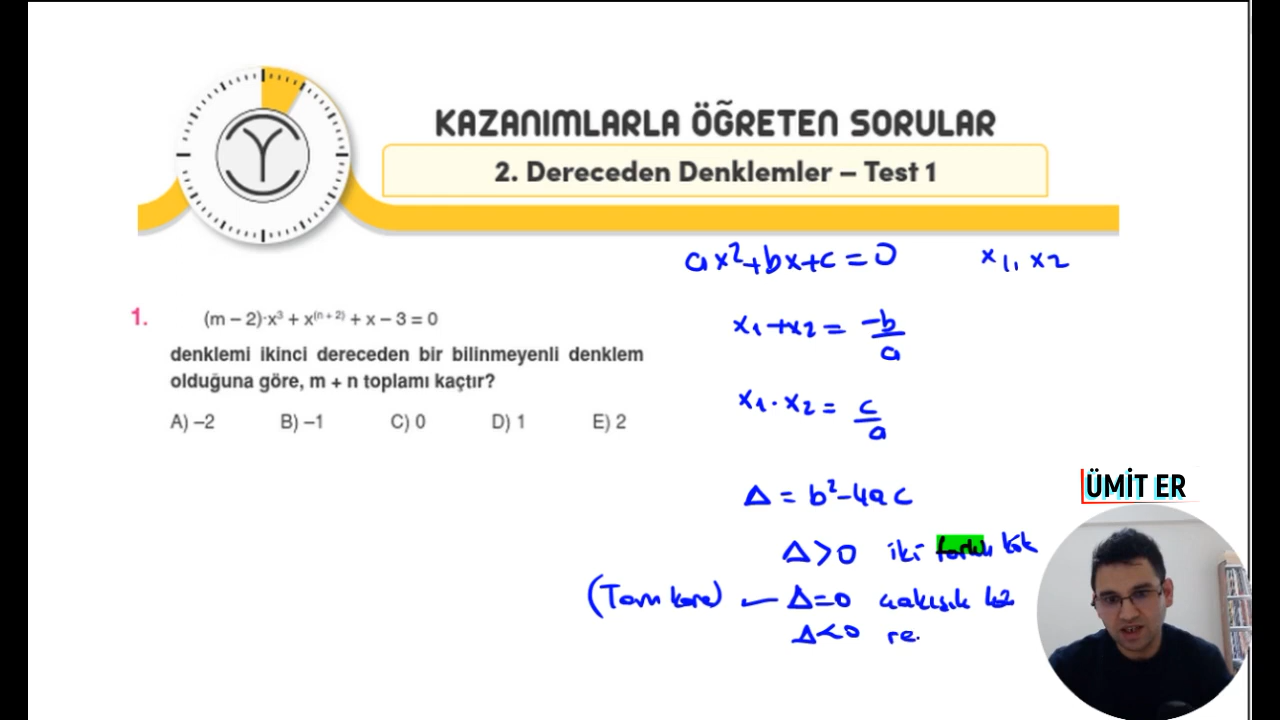 KAZANIMLARLA ÖĞRETEN SORULAR
2. Dereceden Denklemler – Test 1
ax²+bx+c=0 x₁, x₂
1. (m – 2)·x³ + x⁽ⁿ ⁺ ²⁾ + x – 3 = 0
denklemi ikinci dereceden bir bilinmeyenli denklem
olduğuna göre, m + n toplamı kaçtır?
A) –2 B) –1 C) 0 D) 1 E) 2
x₁+x₂ = -b/a
x₁·x₂ = c/a
Δ = b²-4ac
Δ>0 iki farklı kök
(Tam kare) Δ=0 çakışık
Δ<0 re
ÜMİT ER